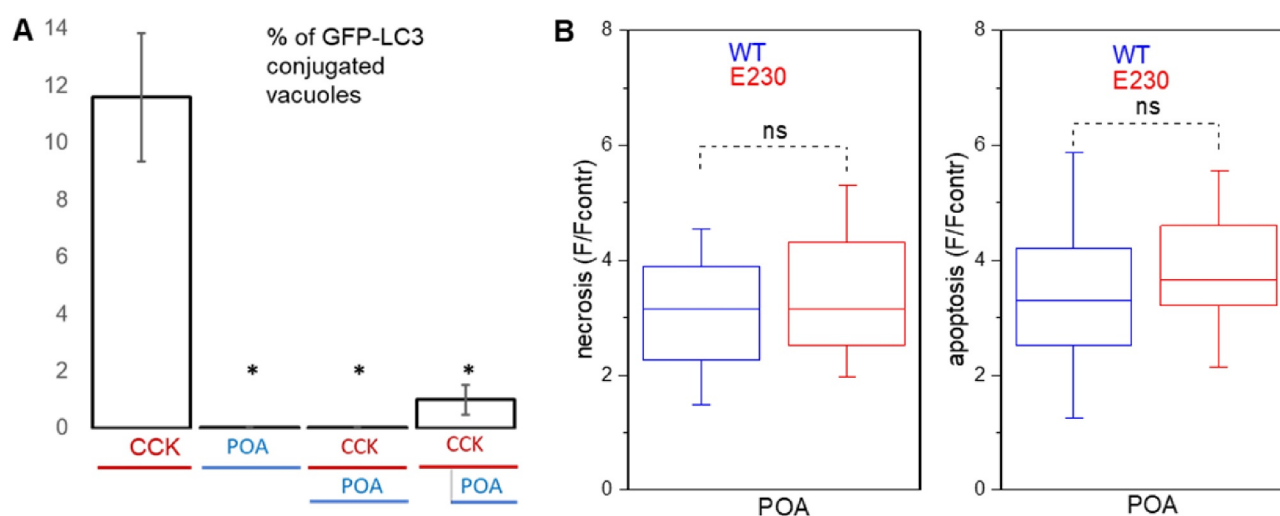 A
% of GFP-LC3
conjugated
vacuoles
14
12
10
8
6
4
2
0
* * *
CCK POA CCK CCK
POA POA
B
WT
E230
ns
necrosis (F/Fcontr)
8
6
4
2
0
POA
WT
E230
ns
apoptosis (F/Fcontr)
8
6
4
2
0
POA